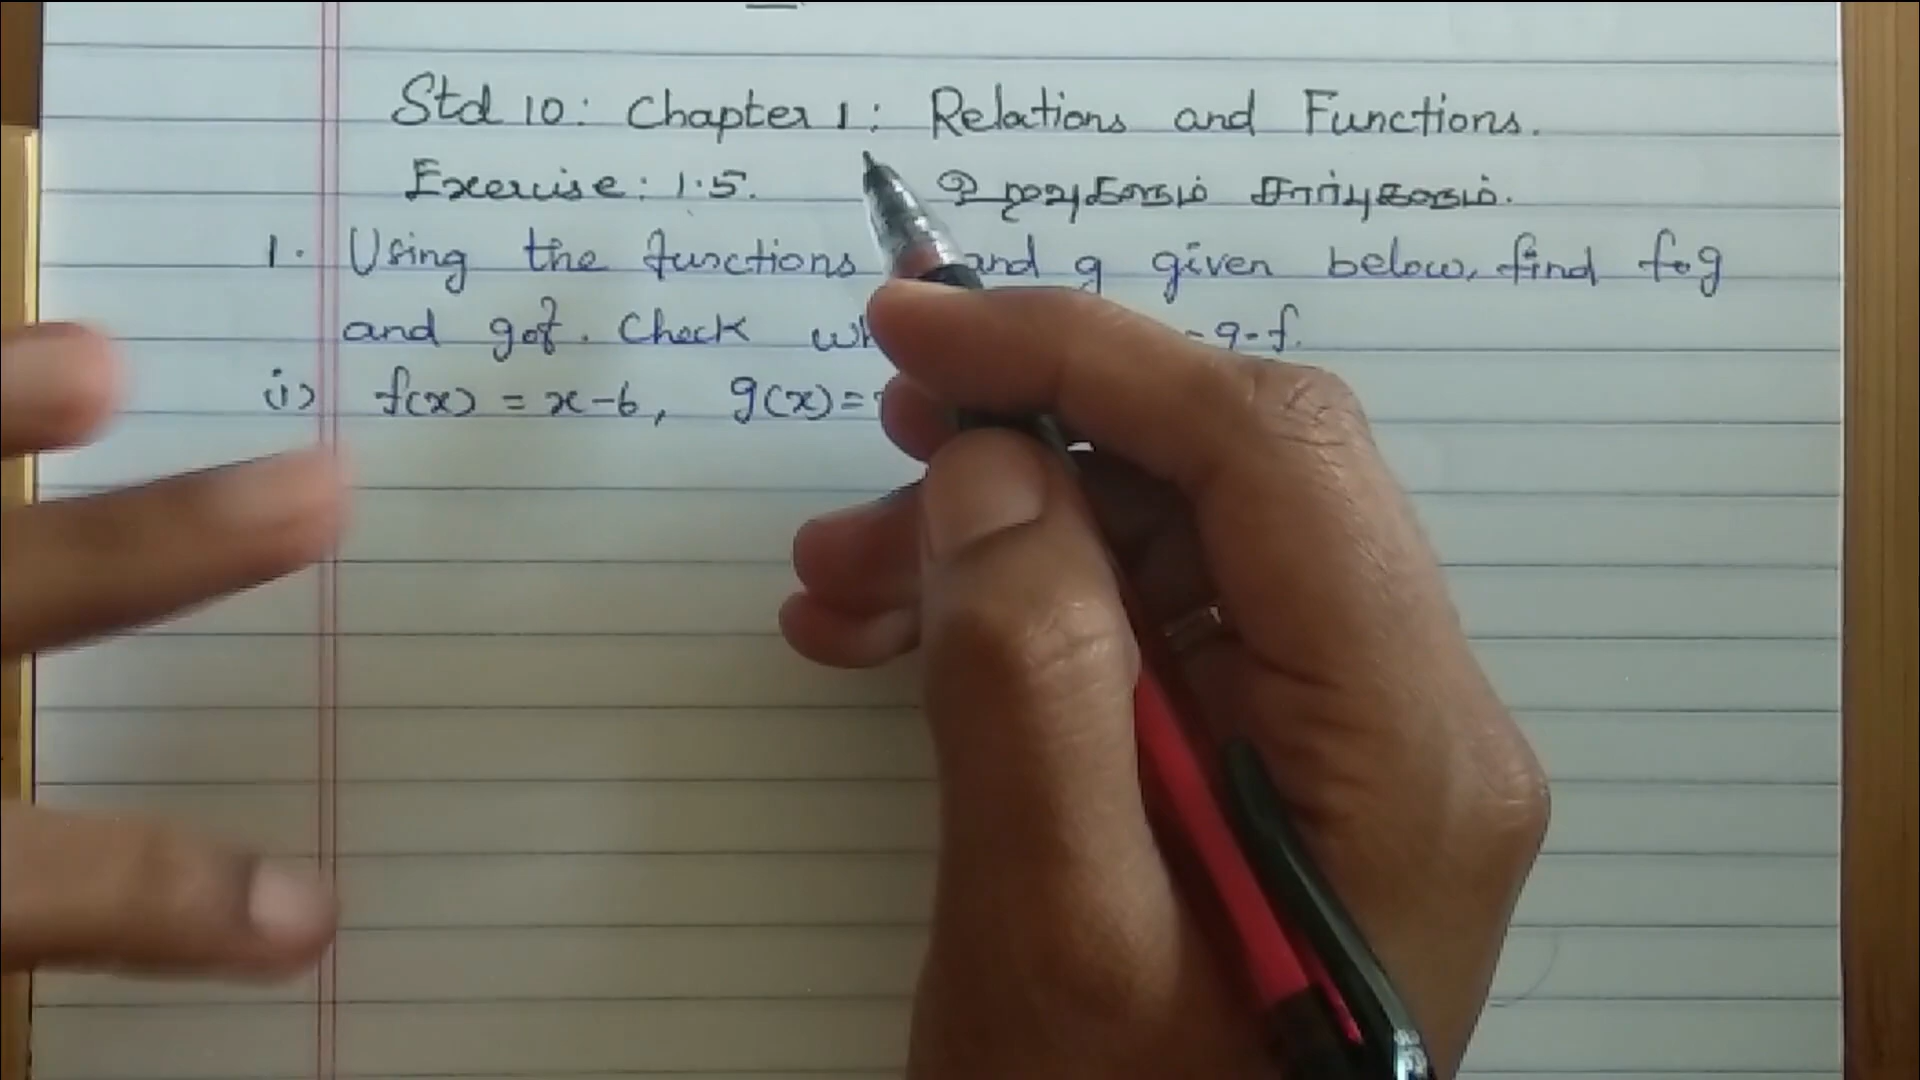 Std 10: Chapter 1: Relations and Functions.
Exercise: 1.5. உறவுகளும் சார்புகளும்.
1. Using the functions and g given below, find fog
and gof. Check g-f.
(i) f(x) = x-6, g(x)=